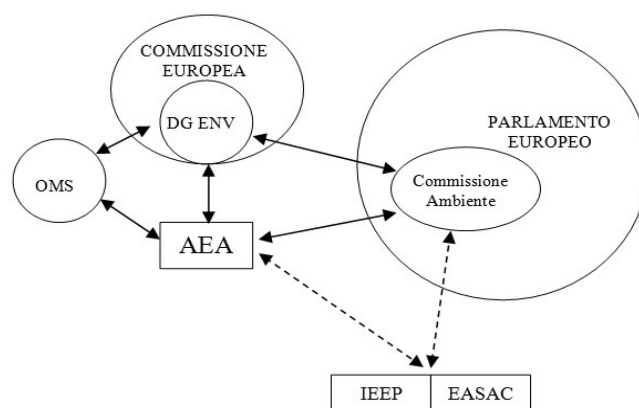 COMMISSIONE
EUROPEA
DG ENV
PARLAMENTO
EUROPEO
OMS
Commissione
Ambiente
AEA
IEEP
EASAC